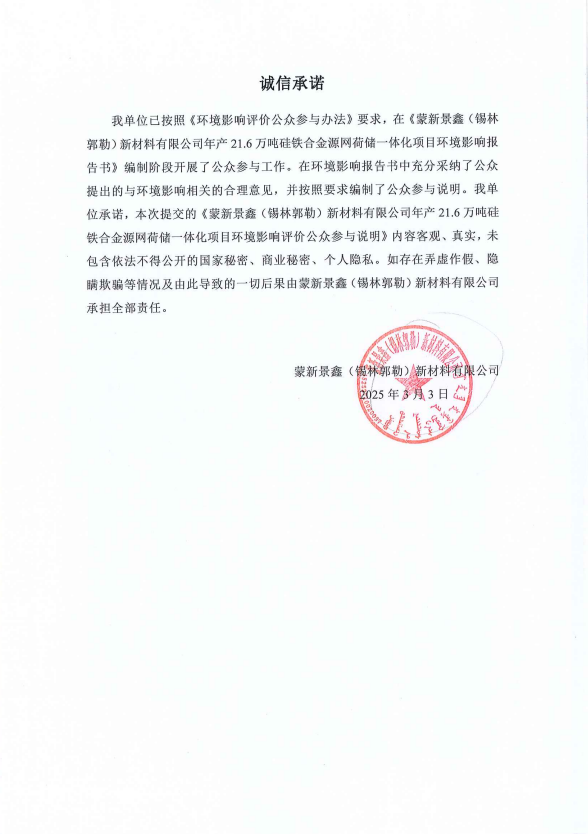 诚信承诺
我单位已按照《环境影响评价公众参与办法》要求，在《蒙新景鑫（锡林
郭勒）新材料有限公司年产 21.6 万吨硅铁合金源网荷储一体化项目环境影响报
告书》编制阶段开展了公众参与工作。在环境影响报告书中充分采纳了公众
提出的与环境影响相关的合理意见，并按照要求编制了公众参与说明。我单
位承诺，本次提交的《蒙新景鑫（锡林郭勒）新材料有限公司年产 21.6 万吨硅
铁合金源网荷储一体化项目环境影响评价公众参与说明》内容客观、真实，未
包含依法不得公开的国家秘密、商业秘密、个人隐私。如存在弄虚作假、隐
瞒欺骗等情况及由此导致的一切后果由蒙新景鑫（锡林郭勒）新材料有限公司
承担全部责任。
蒙新景鑫（锡林郭勒）新材料有限公司
2025 年 3 月 3 日